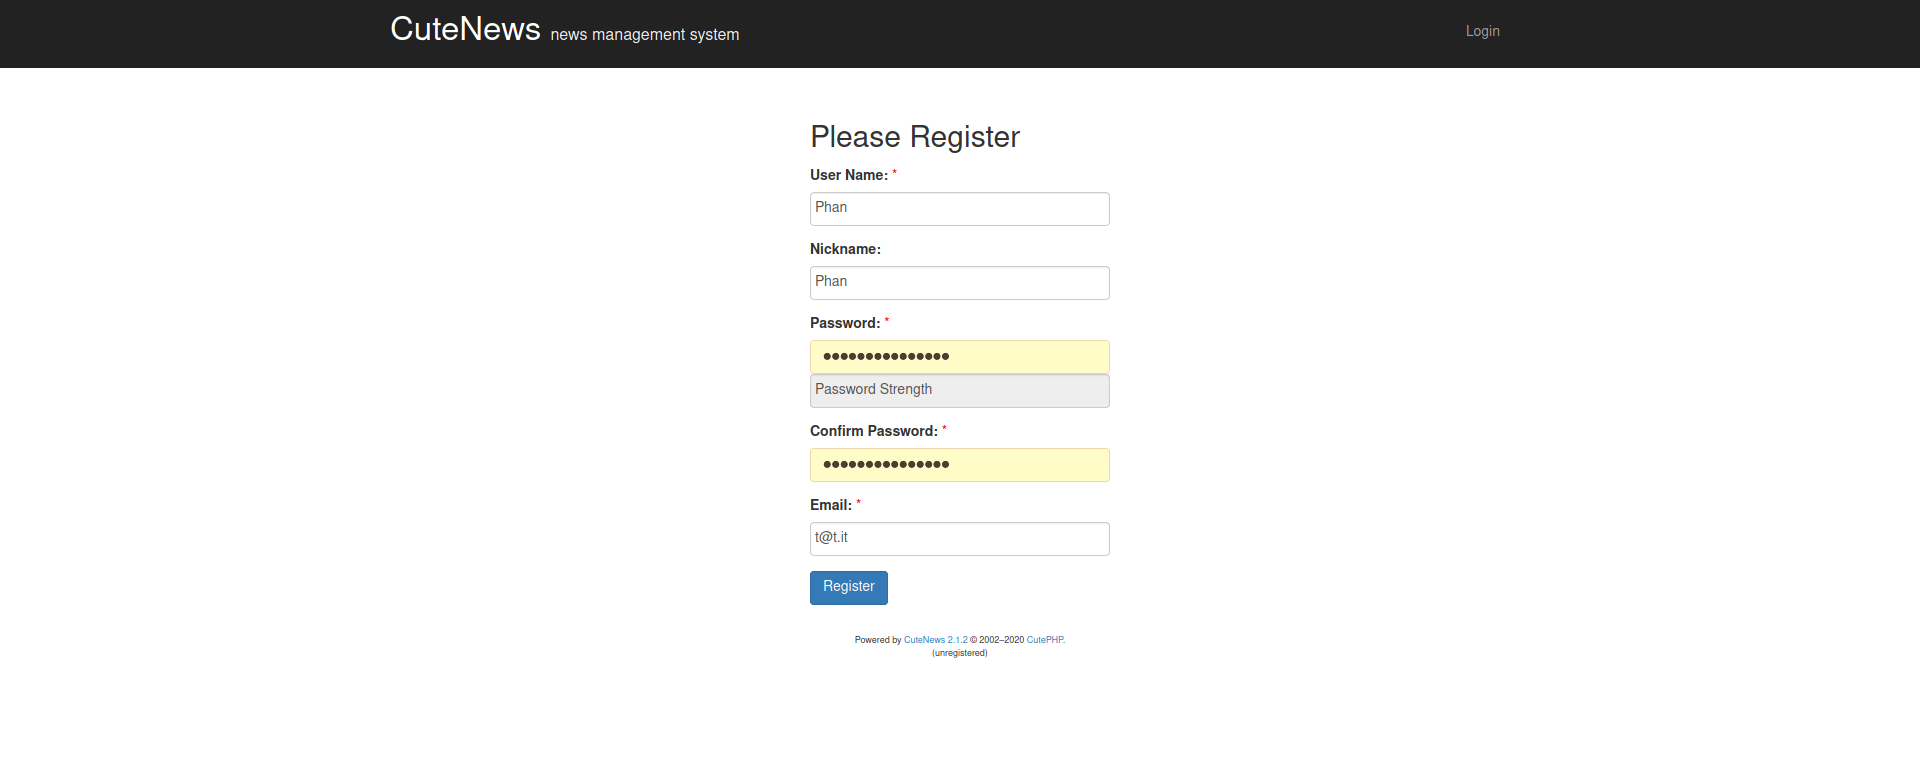 CuteNews news management system Login
Please Register
User Name: *
Phan
Nickname:
Phan
Password: *
●●●●●●●●●●●●●●●
Password Strength
Confirm Password: *
●●●●●●●●●●●●●●●
Email: *
t@t.it
Register
Powered by CuteNews 2.1.2 © 2002–2020 CutePHP.
(unregistered)